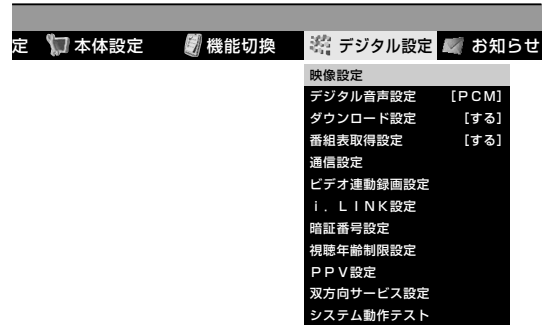 定 本体設定 機能切換 デジタル設定 お知らせ
映像設定
デジタル音声設定 [PCM]
ダウンロード設定 [する]
番組表取得設定 [する]
通信設定
ビデオ連動録画設定
i.LINK設定
暗証番号設定
視聴年齢制限設定
PPV設定
双方向サービス設定
システム動作テスト